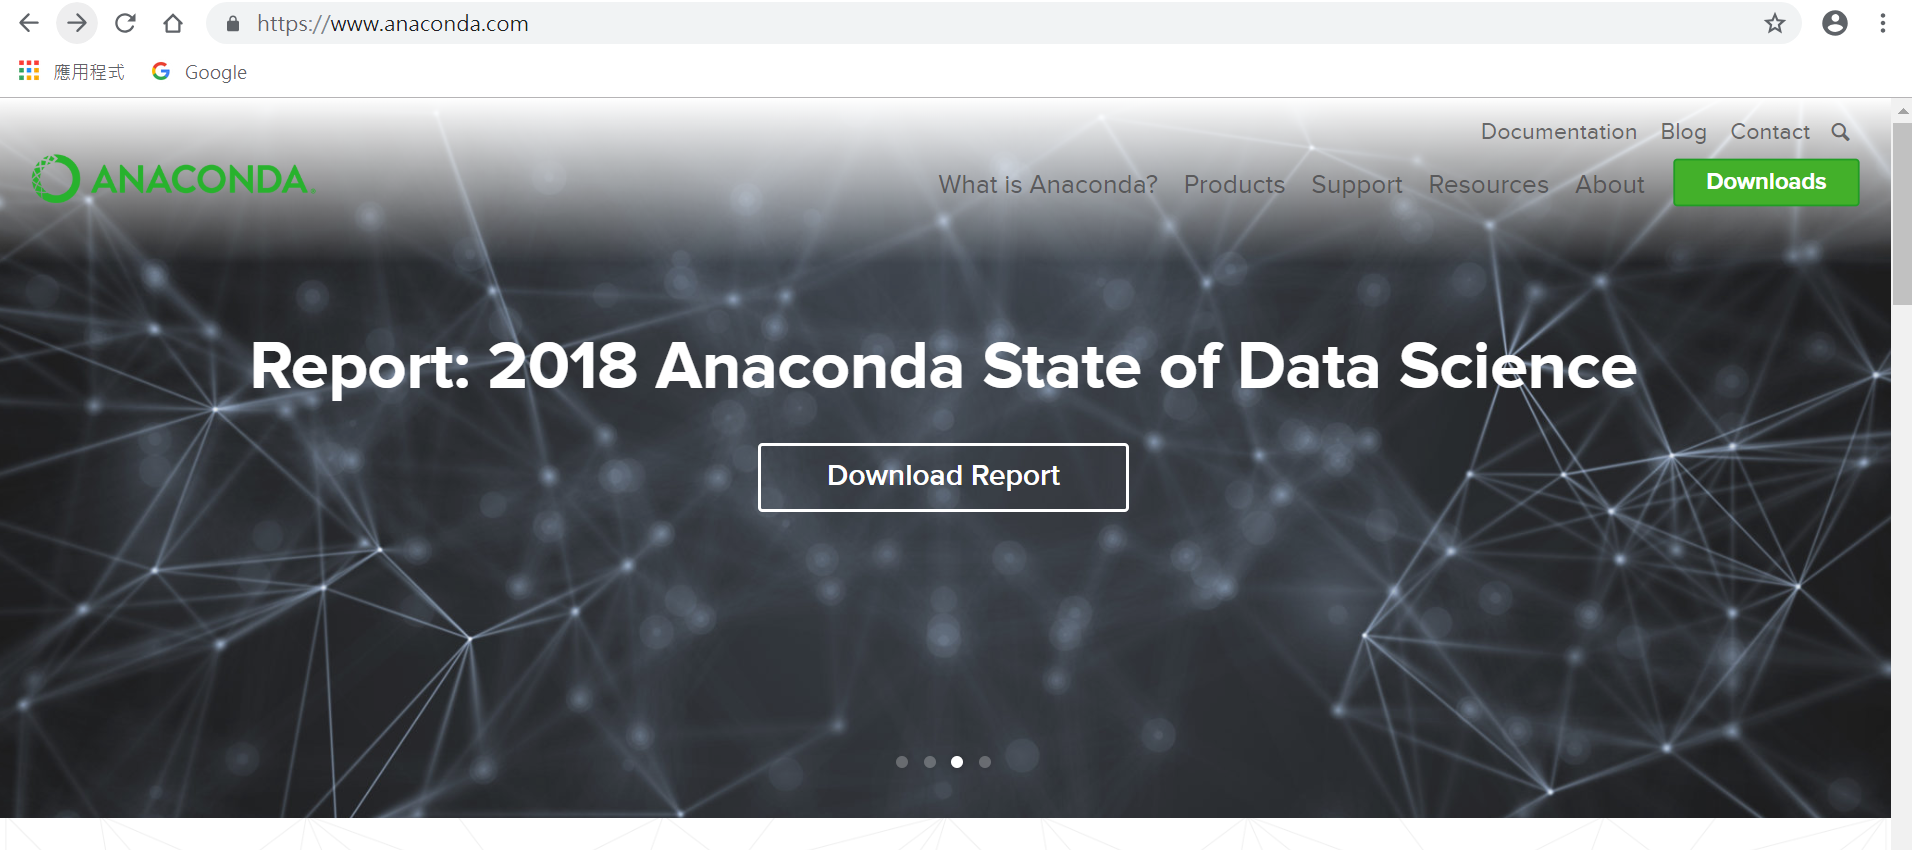 https://www.anaconda.com
應用程式 Google
Documentation Blog Contact
ANACONDA
What is Anaconda? Products Support Resources About Downloads
Report: 2018 Anaconda State of Data Science
Download Report